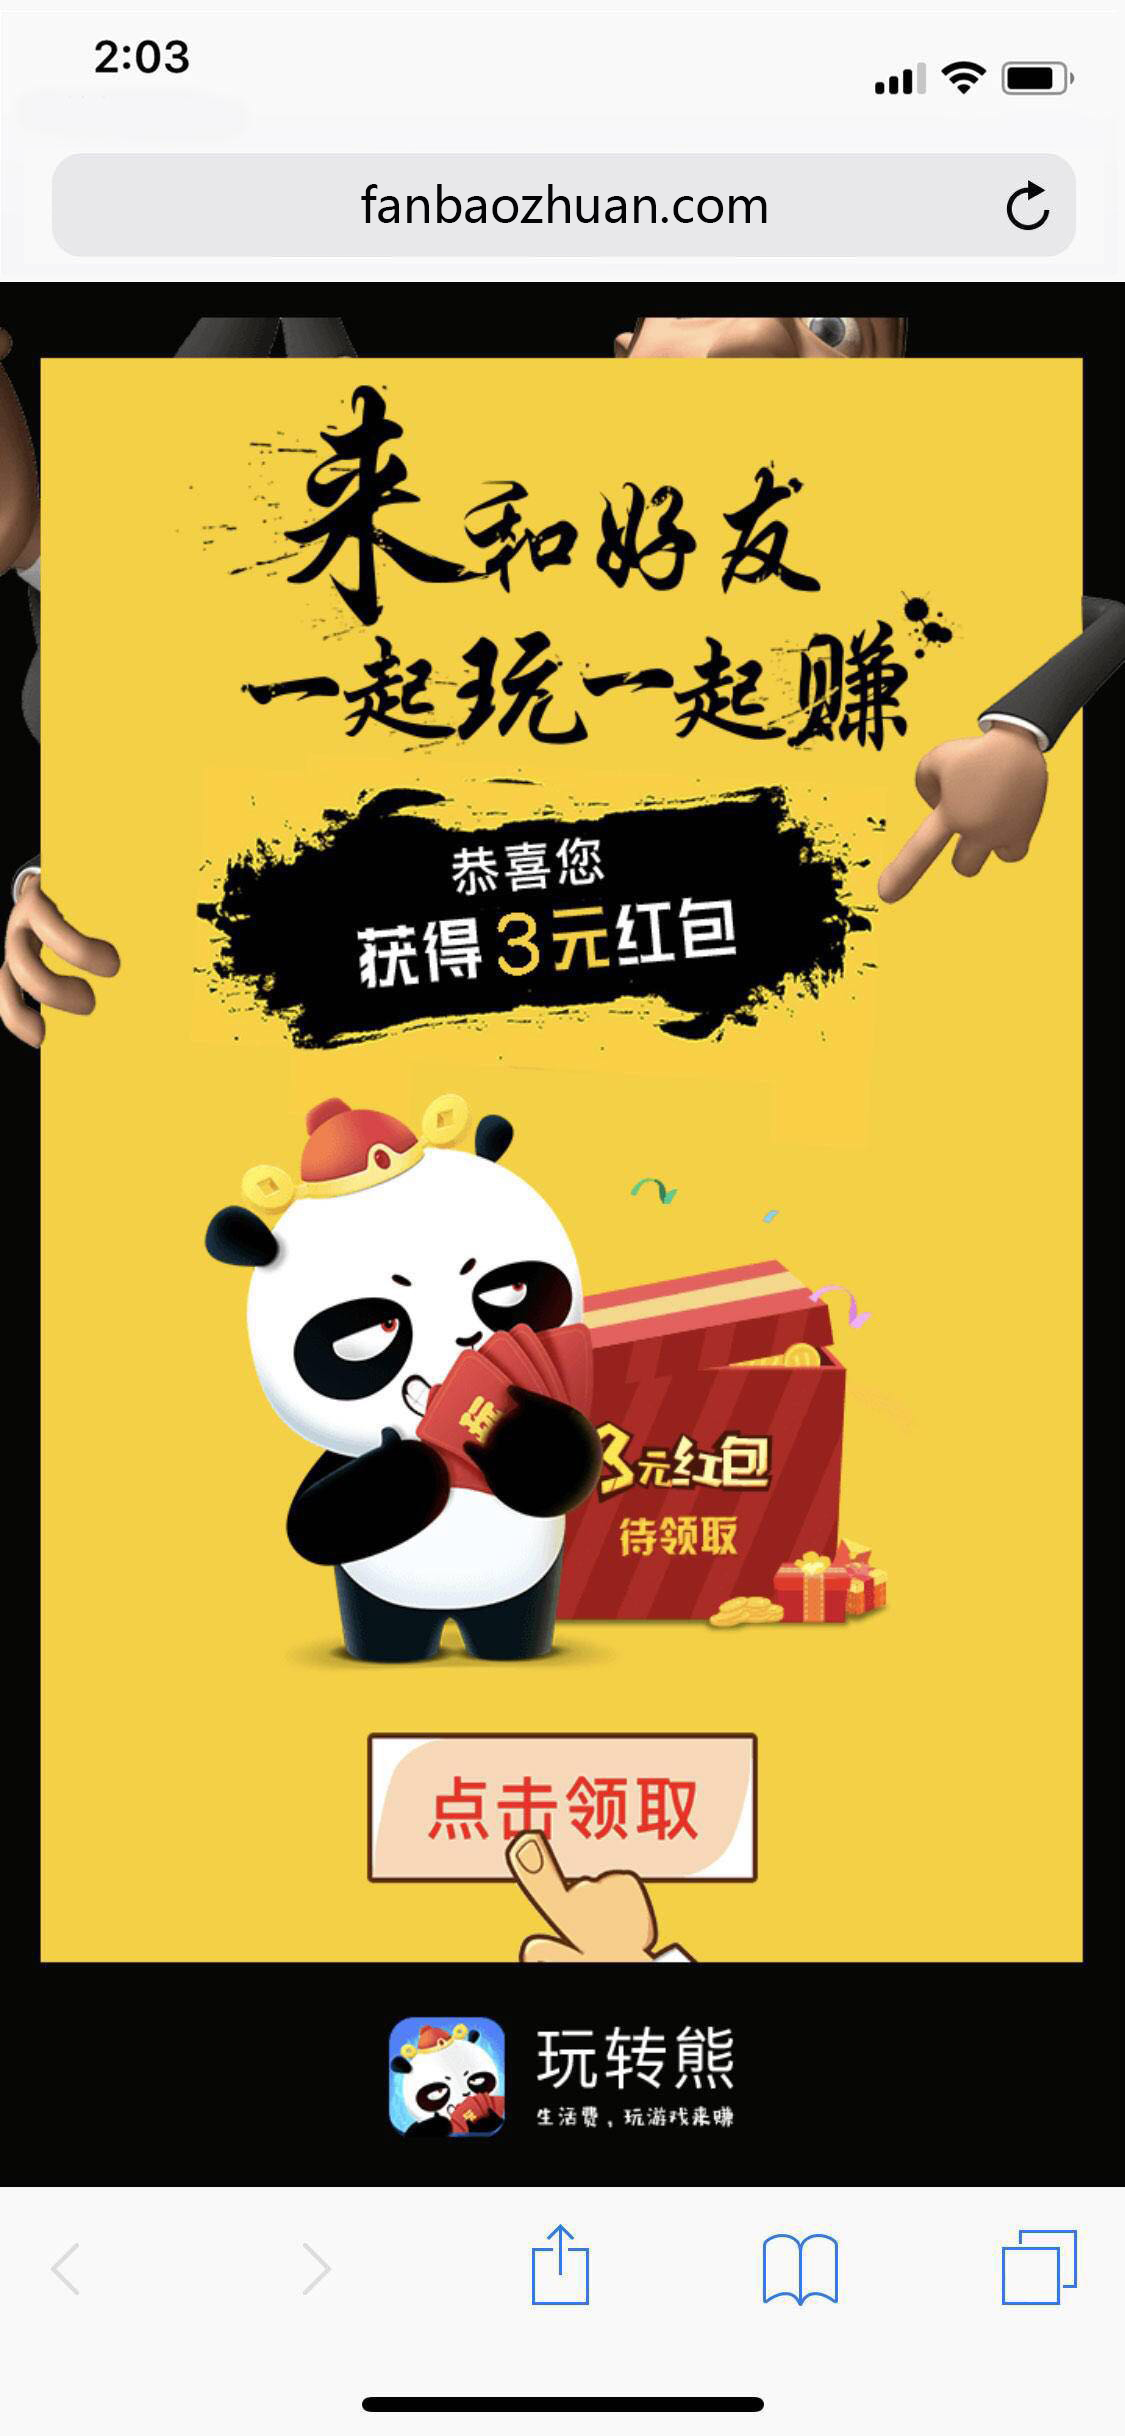 2:03
fanbaozhuan.com
来和好友
一起玩一起赚
恭喜您
获得3元红包
玩
3元红包
待领取
点击领取
玩转熊
生活费，玩游戏来赚